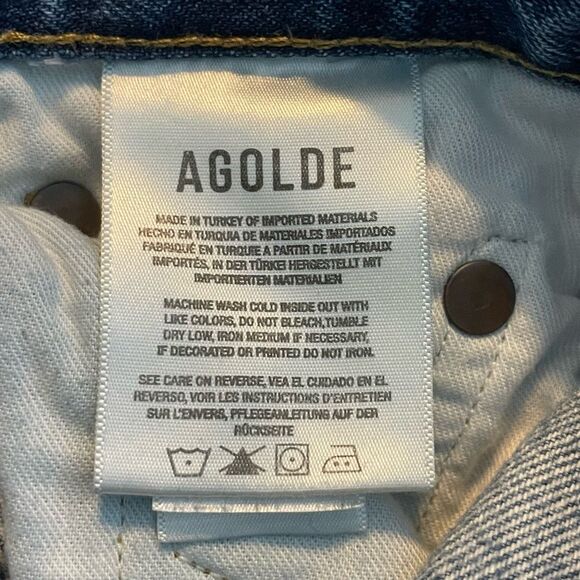 AGOLDE
MADE IN TURKEY OF IMPORTED MATERIALS
HECHO EN TURQUIA DE MATERIALES IMPORTADOS
FABRIQUÉ EN TURQUIE A PARTIR DE MATÉRIAUX
IMPORTÉS, IN DER TÜRKEI HERGESTELLT MIT
IMPORTIERTEN MATERIALIEN
MACHINE WASH COLD INSIDE OUT WITH
LIKE COLORS, DO NOT BLEACH,TUMBLE
DRY LOW, IRON MEDIUM IF NECESSARY,
IF DECORATED OR PRINTED DO NOT IRON.
SEE CARE ON REVERSE, VEA EL CUIDADO EN EL
REVERSO, VOIR LES INSTRUCTIONS D'ENTRETIEN
SUR L'ENVERS, PFLEGEANLEITUNG AUF DER
RÜCKSEITE